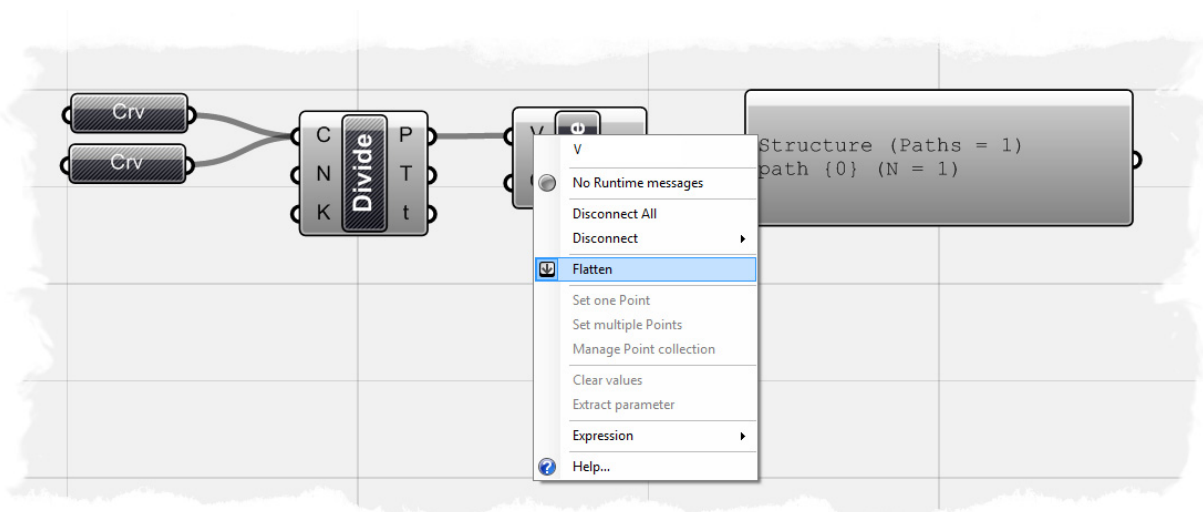 Crv
Crv
C
N
K
Divide
P
T
t
V
V
No Runtime messages
Disconnect All
Disconnect
Flatten
Set one Point
Set multiple Points
Manage Point collection
Clear values
Extract parameter
Expression
Help...
Structure (Paths = 1)
path {0} (N = 1)